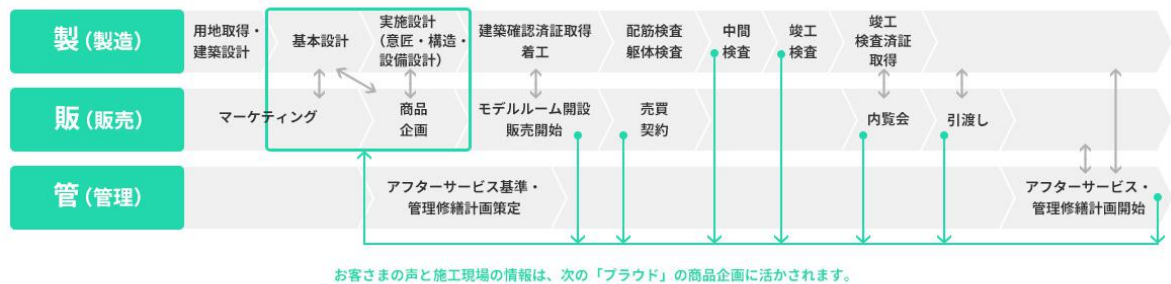 製（製造）
用地取得・
建築設計
基本設計
実施設計
（意匠・構造・
設備設計）
建築確認済証取得
着工
配筋検査
躯体検査
中間
検査
竣工
検査
竣工
検査済証
取得
販（販売）
マーケティング
商品
企画
モデルルーム開設
販売開始
売買
契約
内覧会
引渡し
管（管理）
アフターサービス基準・
管理修繕計画策定
アフターサービス・
管理修繕計画開始
お客さまの声と施工現場の情報は、次の「プラウド」の商品企画に活かされます。